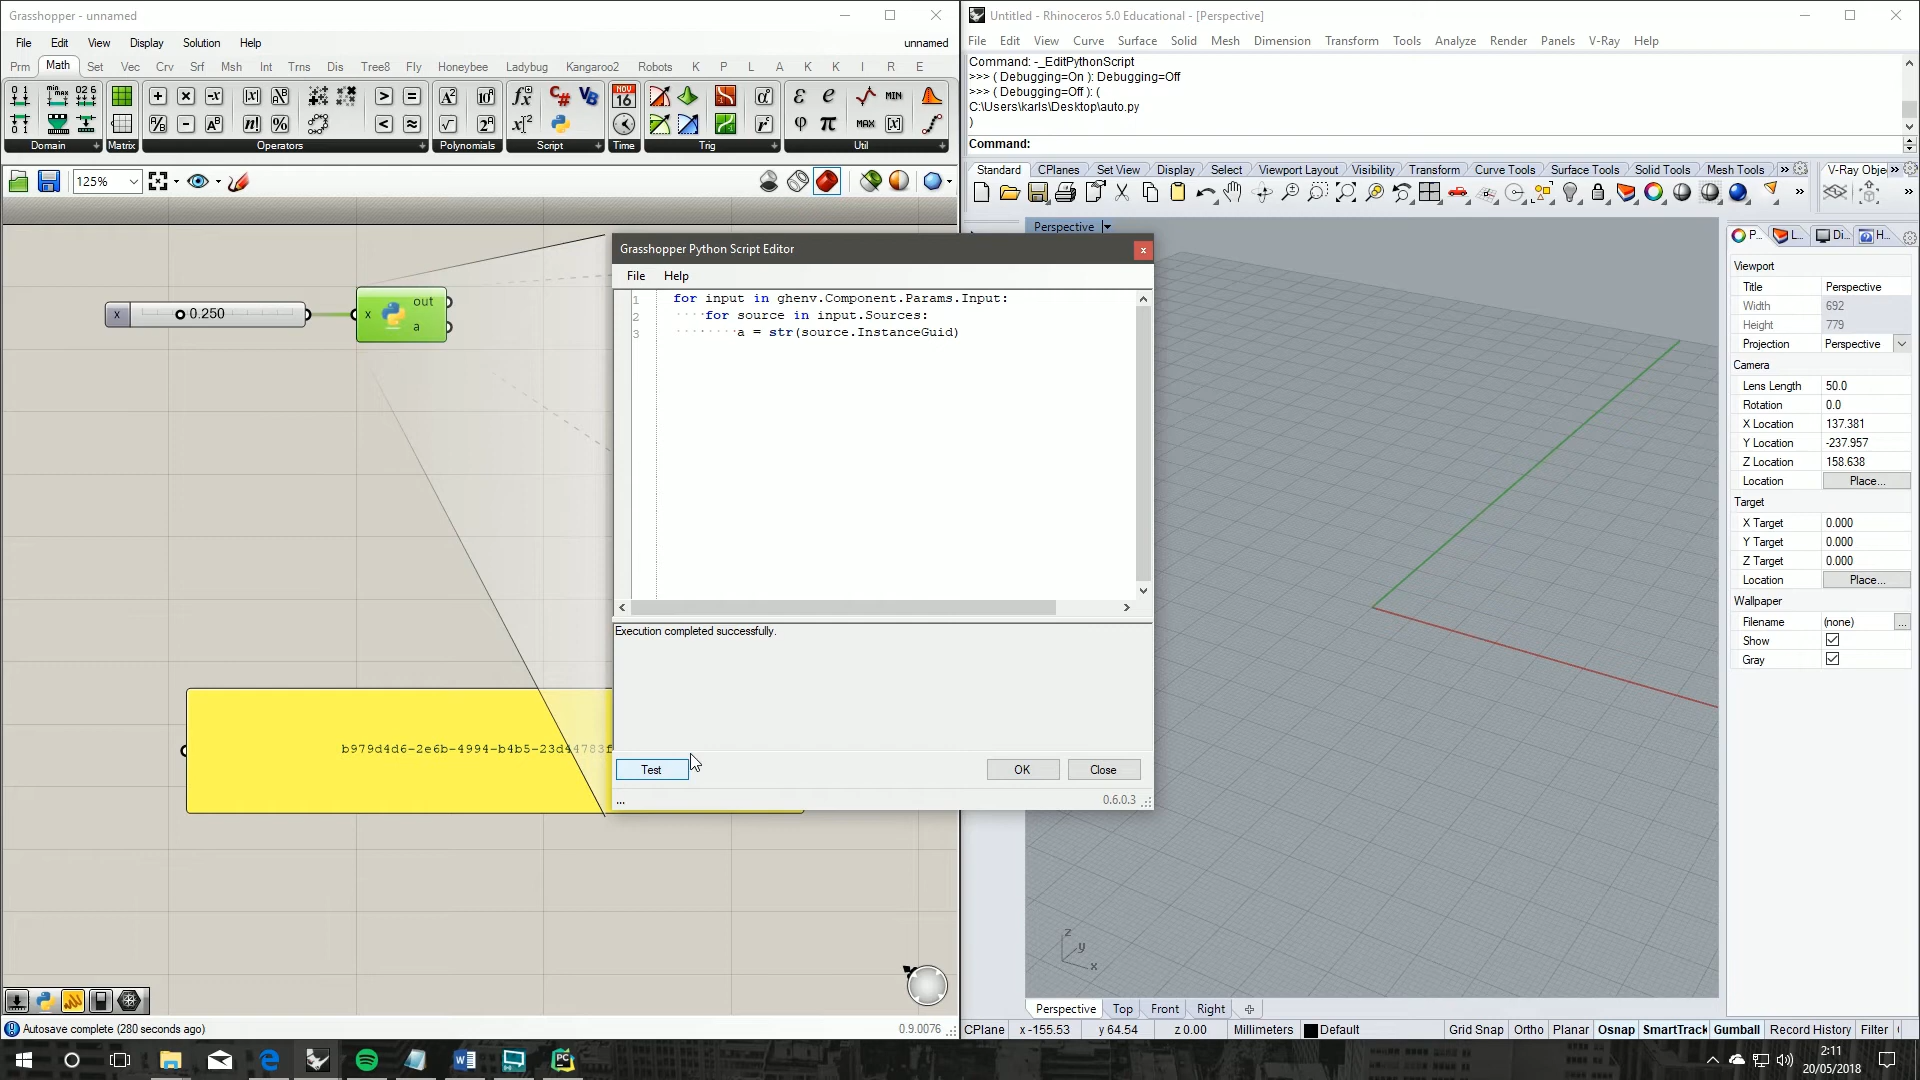 Grasshopper - unnamed
File Edit View Display Solution Help unnamed
Prm Math Set Vec Crv Srf Msh Int Trns Dis Tree8 Fly Honeybee Ladybug Kangaroo2 Robots K P L A K K I R E
Domain Matrix Operators Polynomials Script Time Trig Util
125%
0.250
x
x
out
a
b979d4d6-2e6b-4994-b4b5-23d44783f
Autosave complete (280 seconds ago) 0.9.0076
Grasshopper Python Script Editor
File Help
1 for input in ghenv.Component.Params.Input:
2 for source in input.Sources:
3 a = str(source.InstanceGuid)
Execution completed successfully.
Test OK Close
... 0.6.0.3
Untitled - Rhinoceros 5.0 Educational - [Perspective]
File Edit View Curve Surface Solid Mesh Dimension Transform Tools Analyze Render Panels V-Ray Help
Command: -_EditPythonScript
>>> ( Debugging=On ): Debugging=Off
>>> ( Debugging=Off ): (
C:\Users\karls\Desktop\auto.py
)
Command:
Standard CPlanes Set View Display Select Viewport Layout Visibility Transform Curve Tools Surface Tools Solid Tools Mesh Tools » V-Ray Obje »
Perspective
P... L... Di... H...
Viewport
Title Perspective
Width 692
Height 779
Projection Perspective
Camera
Lens Length 50.0
Rotation 0.0
X Location 137.381
Y Location -237.957
Z Location 158.638
Location Place...
Target
X Target 0.000
Y Target 0.000
Z Target 0.000
Location Place...
Wallpaper
Filename (none) ...
Show
Gray
z
y
x
Perspective Top Front Right
CPlane x -155.53 y 64.54 z 0.00 Millimeters Default Grid Snap Ortho Planar Osnap SmartTrack Gumball Record History Filter
2:11
20/05/2018